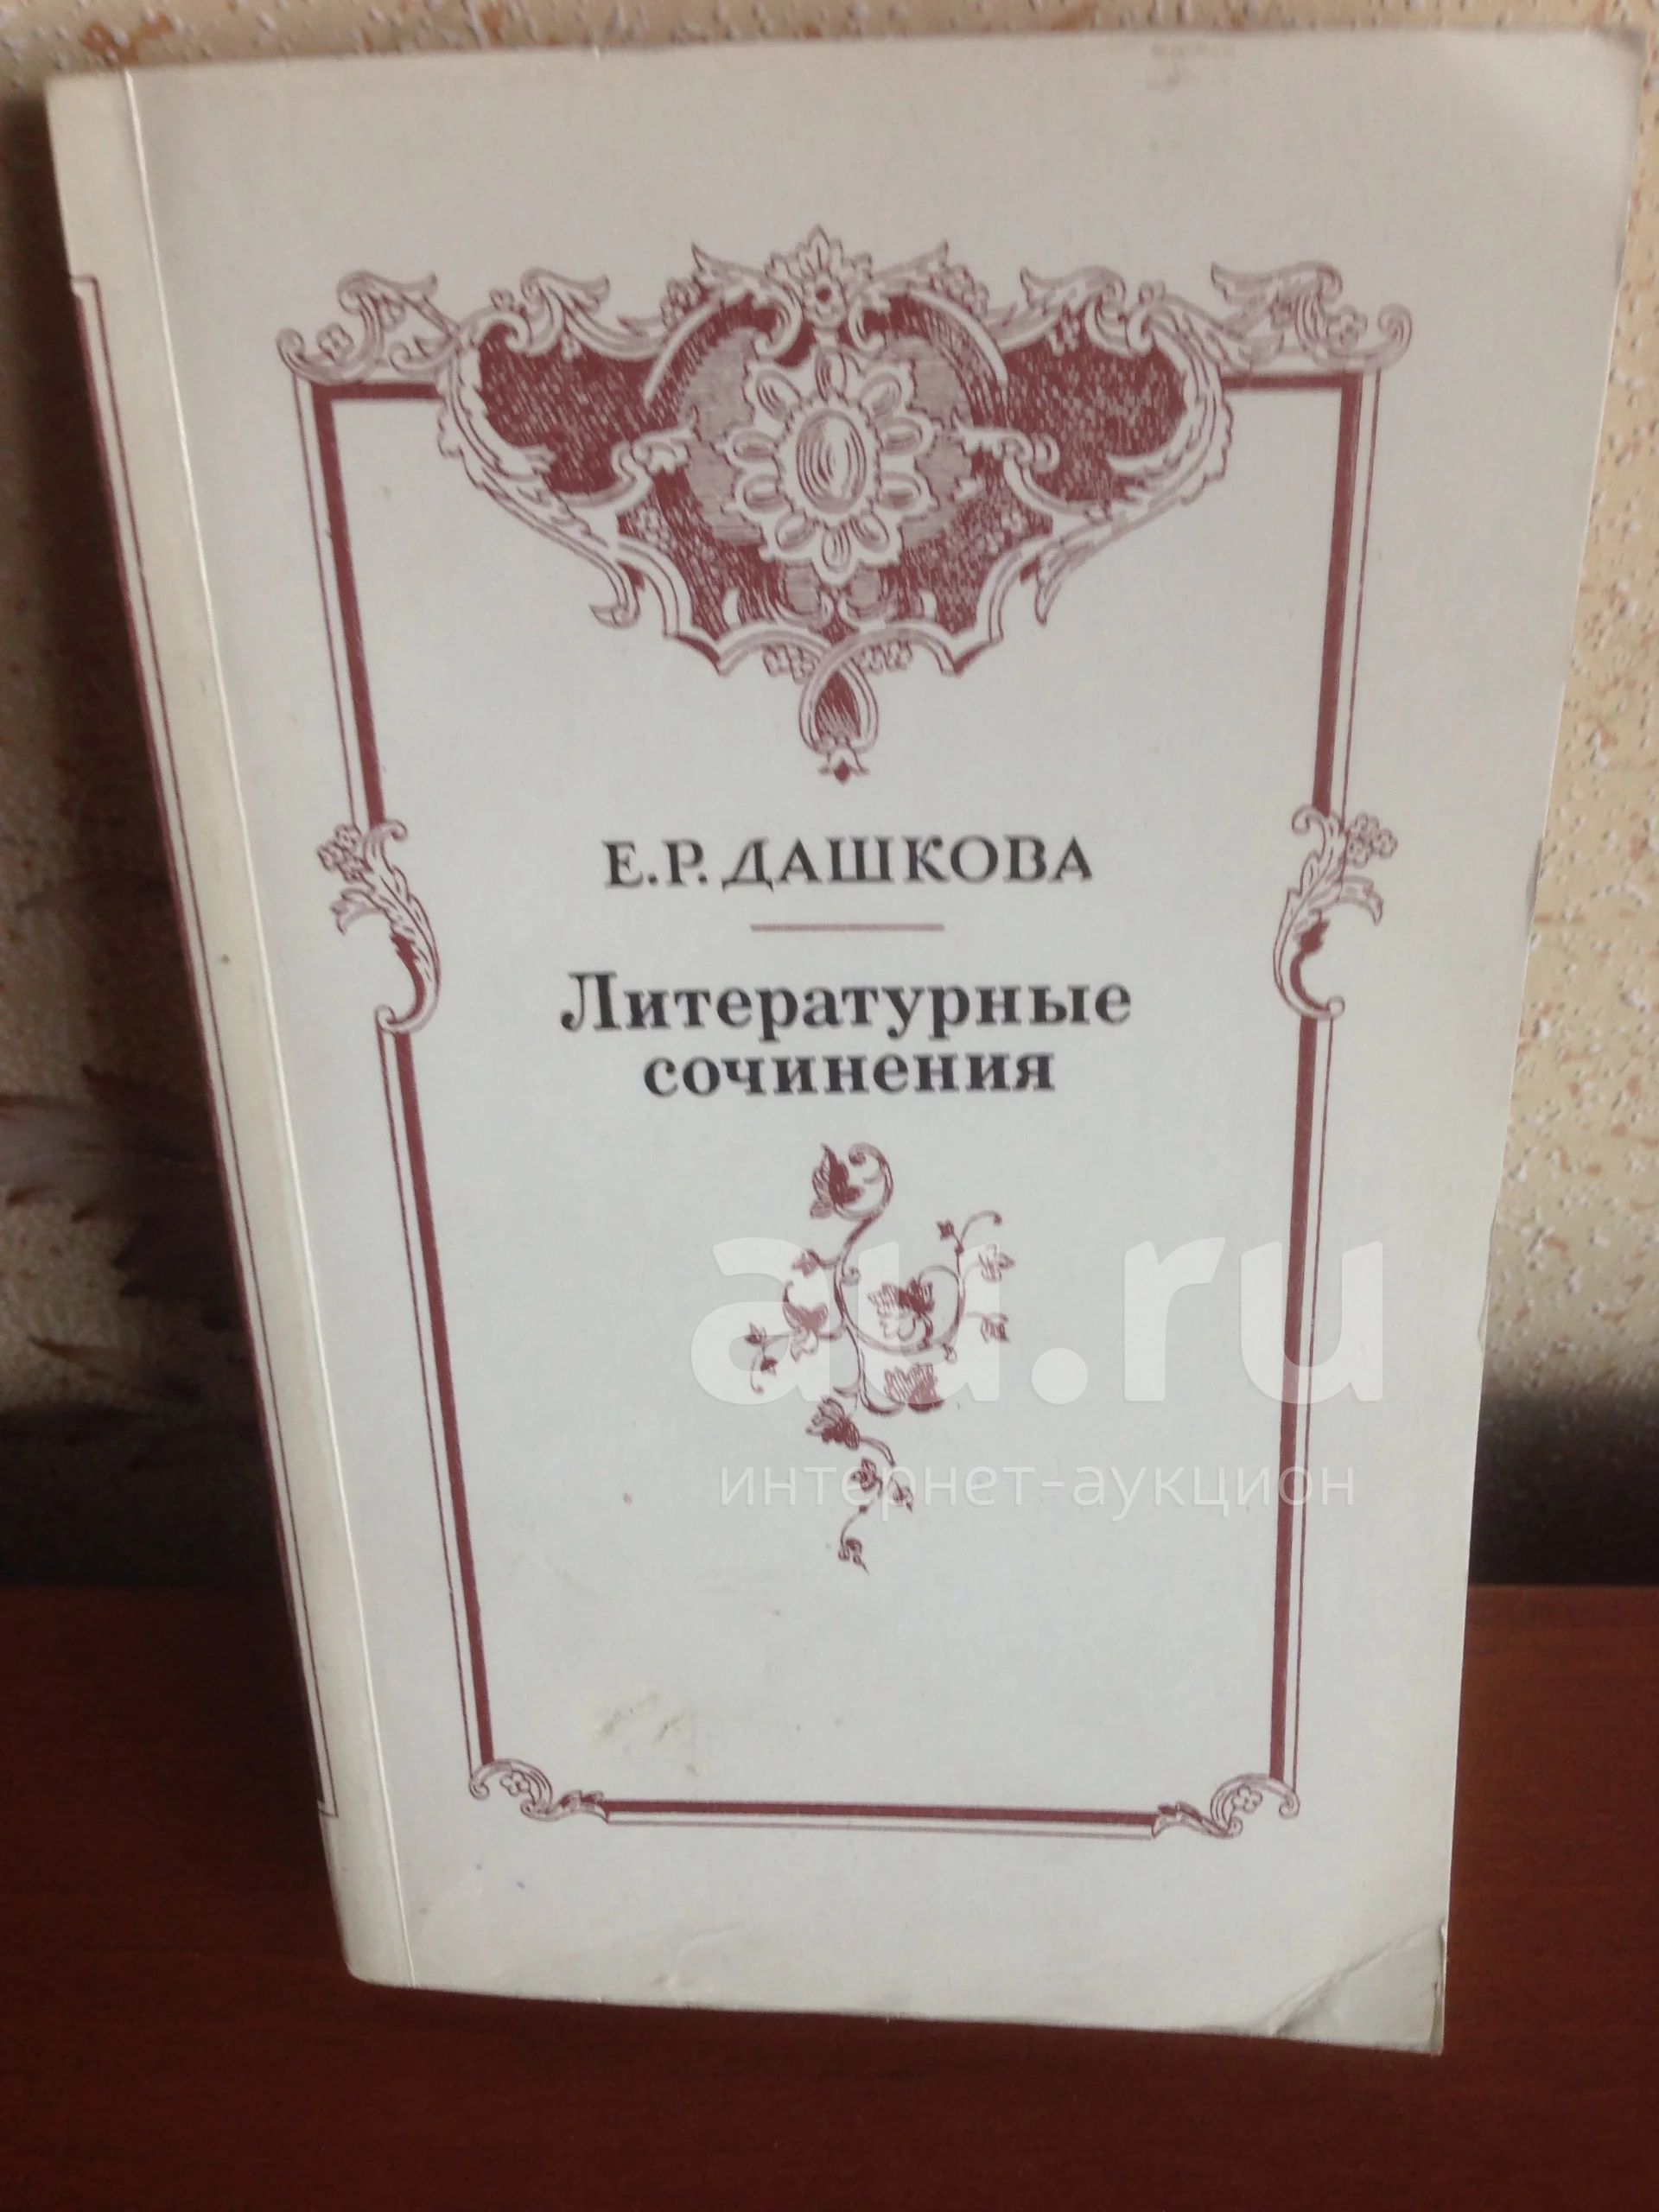 Е.Р. ДАШКОВА
Литературные
сочинения
au.ru
интернет-аукцион